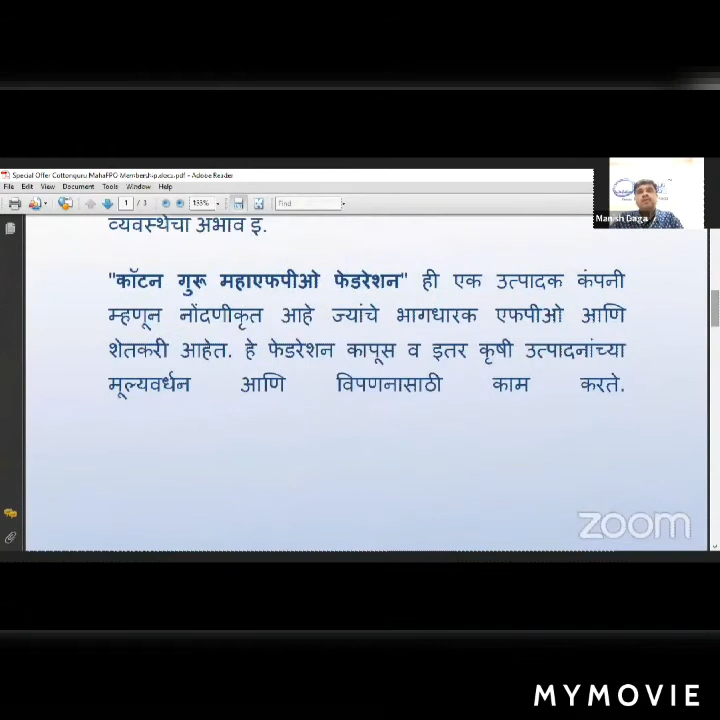 Special Offer Cottonguru MahaFPO Membership.docx.pdf - Adobe Reader
File Edit View Document Tools Window Help
1 / 3 133% Find
Manish Daga
व्यवस्थेचा अभाव इ.
"कॉटन गुरू महाएफपीओ फेडरेशन" ही एक उत्पादक कंपनी
म्हणून नोंदणीकृत आहे ज्यांचे भागधारक एफपीओ आणि
शेतकरी आहेत. हे फेडरेशन कापूस व इतर कृषी उत्पादनांच्या
मूल्यवर्धन आणि विपणनासाठी काम करते.
zoom
MYMOVIE